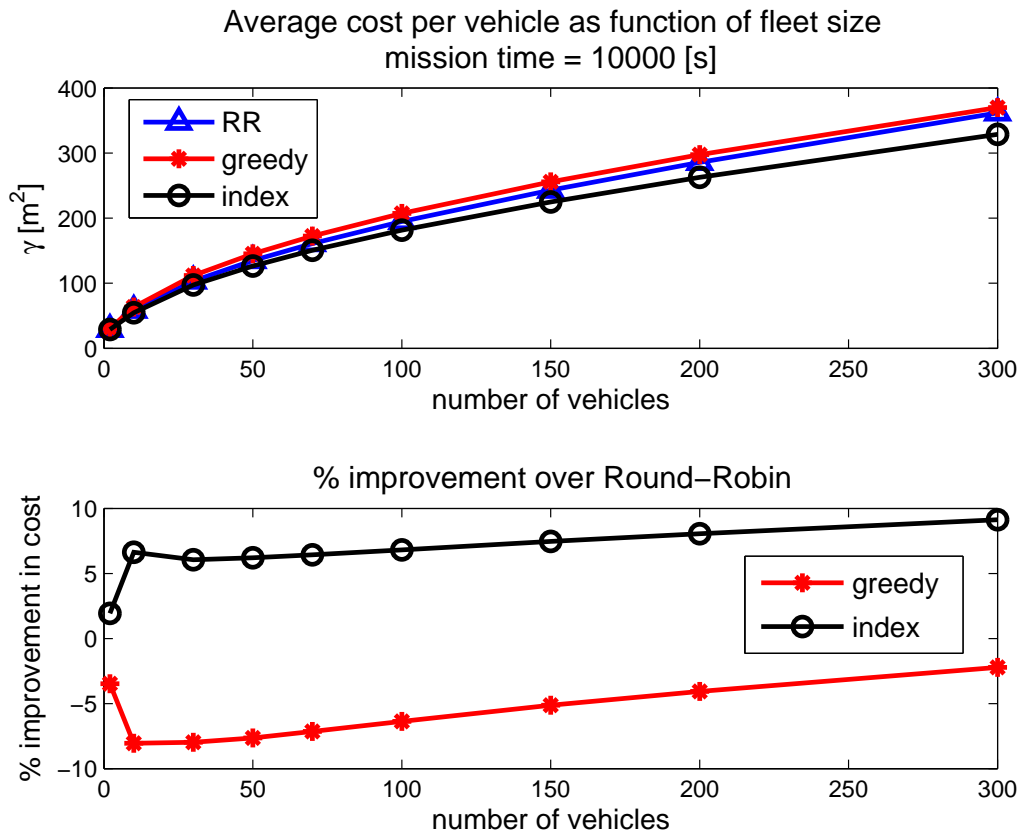 Average cost per vehicle as function of fleet size
mission time = 10000 [s]
γ [m²]
400
300
200
100
0
RR
greedy
index
0 50 100 150 200 250 300
number of vehicles
% improvement over Round−Robin
% improvement in cost
10
5
0
−5
−10
greedy
index
0 50 100 150 200 250 300
number of vehicles